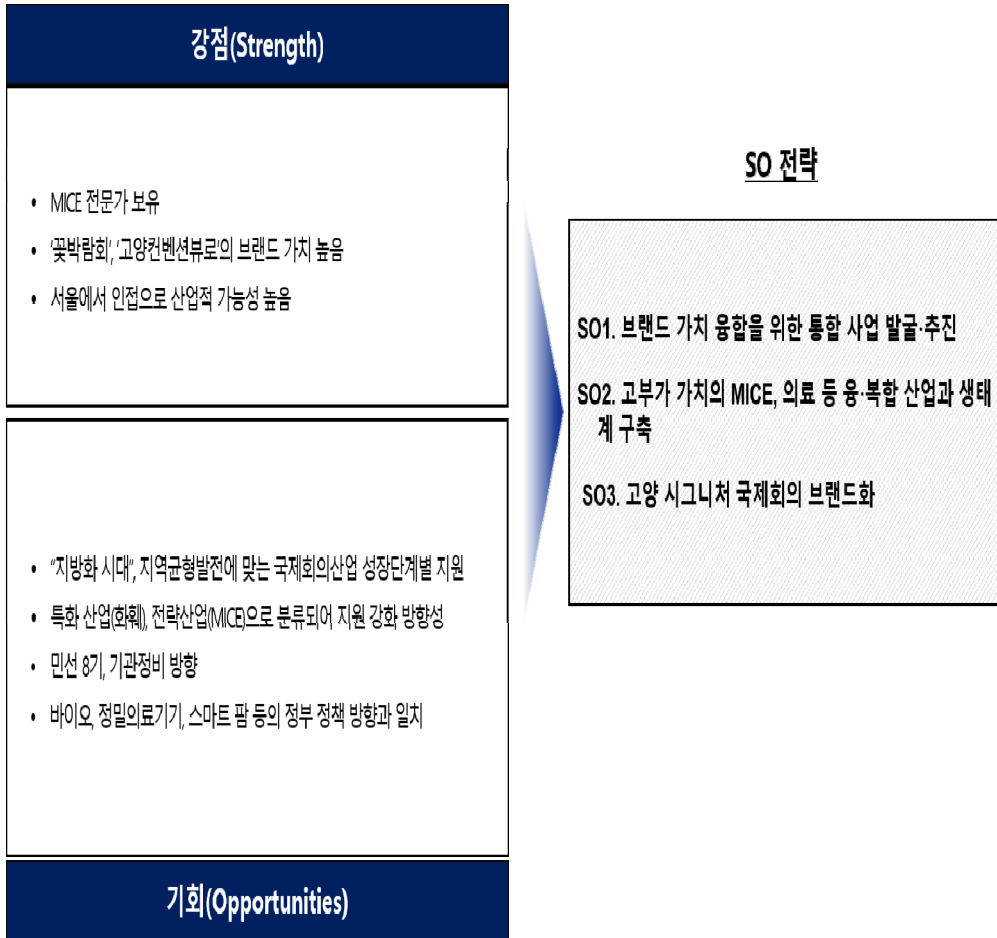 강점(Strength)
• MICE 전문가 보유
• ‘꽃박람회’, ‘고양컨벤션뷰로’의 브랜드 가치 높음
• 서울에서 인접으로 산업적 가능성 높음
SO 전략
SO1. 브랜드 가치 융합을 위한 통합 사업 발굴·추진
SO2. 고부가 가치의 MICE, 의료 등 융·복합 산업과 생태
계 구축
SO3. 고양 시그니처 국제회의 브랜드화
• “지방화 시대”, 지역균형발전에 맞는 국제회의산업 성장단계별 지원
• 특화 산업(화훼), 전략산업(MICE)으로 분류되어 지원 강화 방향성
• 민선 8기, 기관정비 방향
• 바이오, 정밀의료기기, 스마트 팜 등의 정부 정책 방향과 일치
기회(Opportunities)